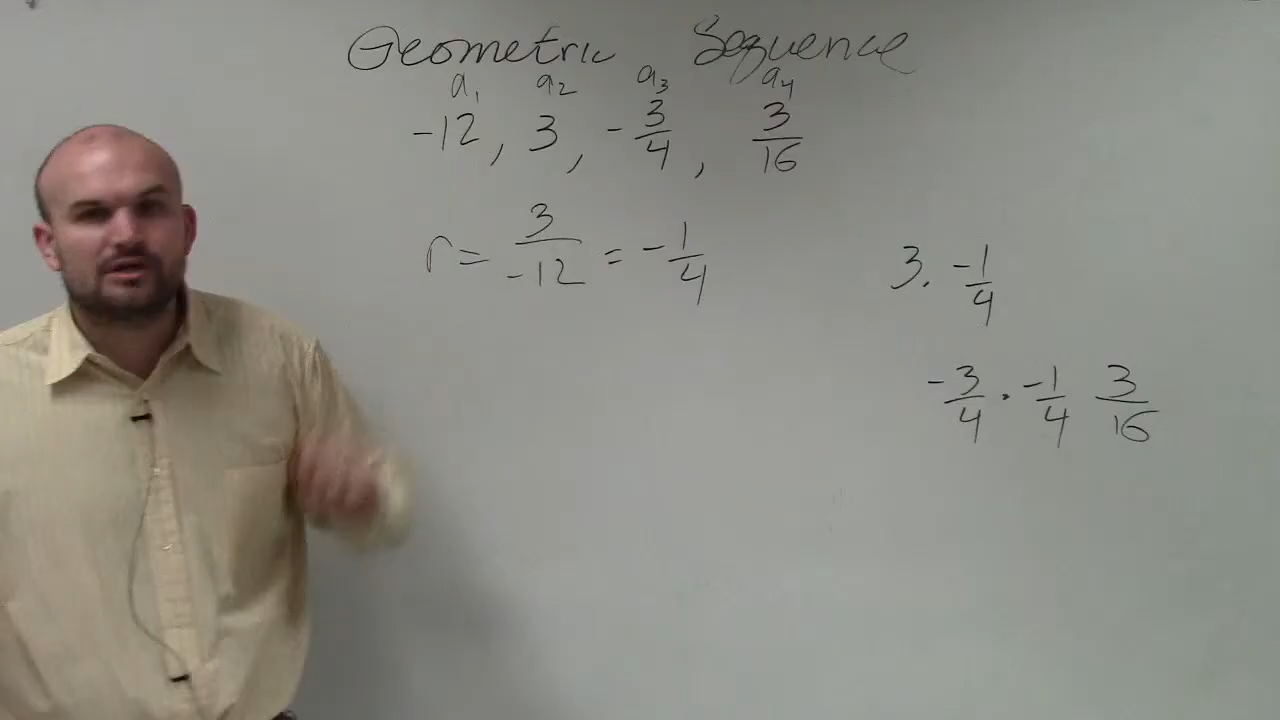 Geometric Sequence
a₁ a₂ a₃ a₄
-12, 3, -3/4, 3/16
r = 3/-12 = -1/4
3 · -1/4
-3/4 · -1/4 3/16